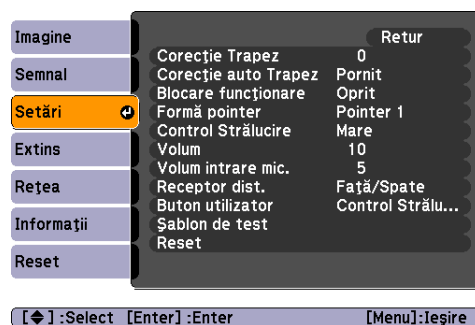 Imagine
Semnal
Setări
Extins
Reţea
Informaţii
Reset
Retur
Corecţie Trapez 0
Corecţie auto Trapez Pornit
Blocare funcţionare Oprit
Formă pointer Pointer 1
Control Strălucire Mare
Volum 10
Volum intrare mic. 5
Receptor dist. Faţă/Spate
Buton utilizator Control Strălu...
Şablon de test
Reset
[◆] :Select [Enter] :Enter [Menu]:Ieşire